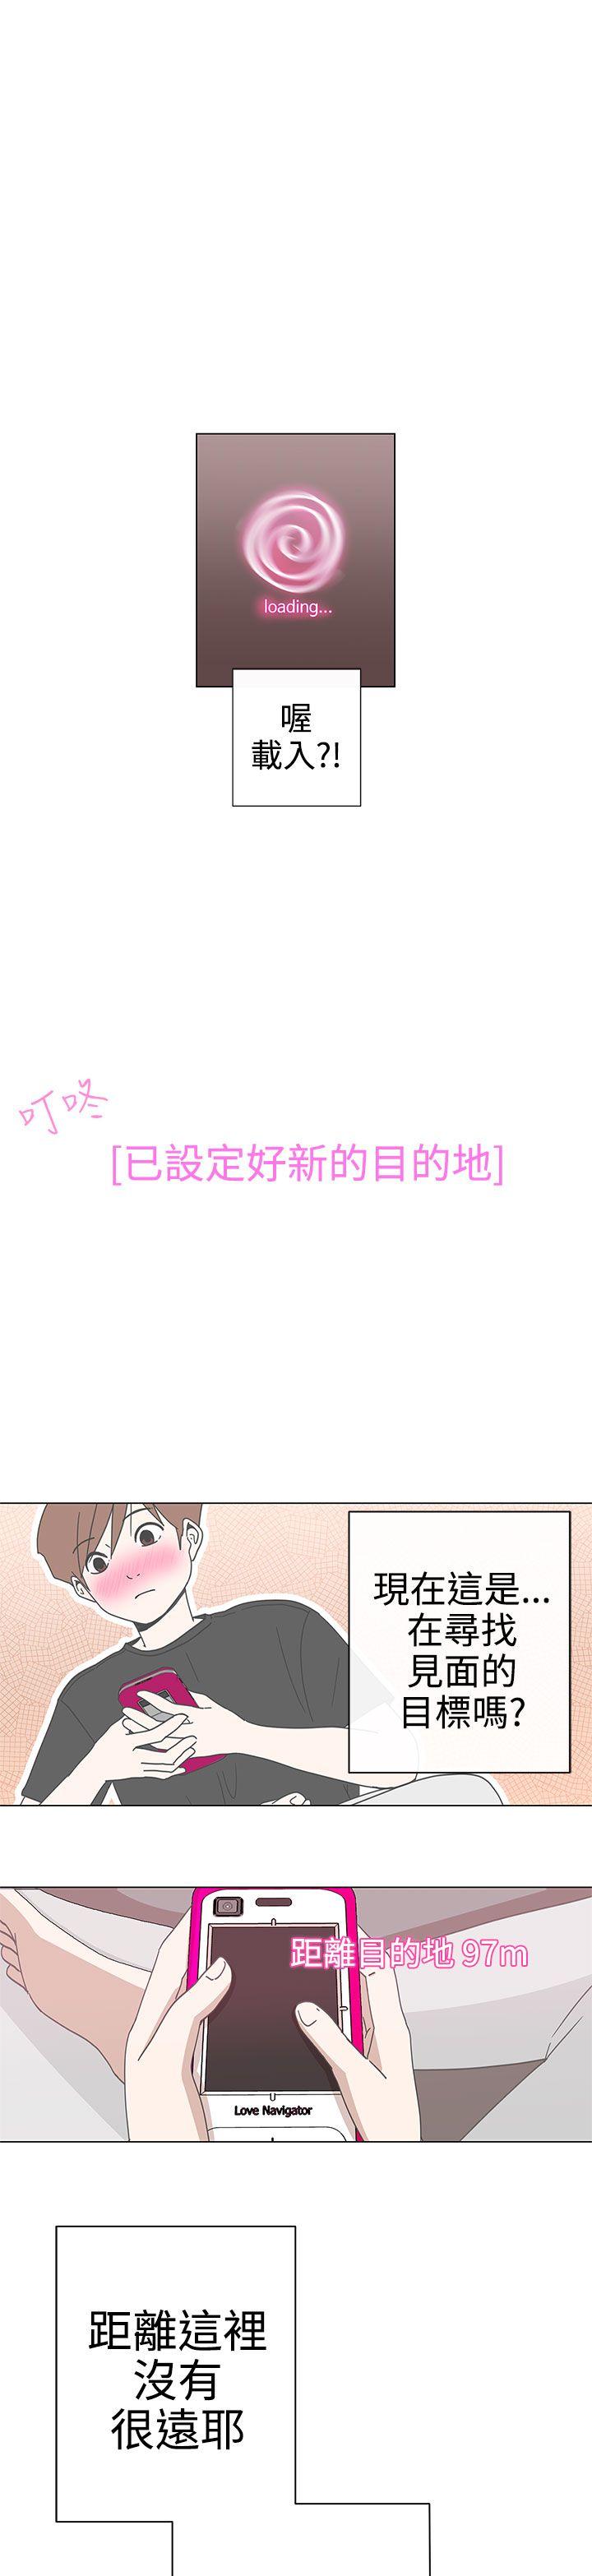 loading...
喔
載入?!
叮咚
[已設定好新的目的地]
現在這是...
在尋找
見面的
目標嗎?
距離目的地 97m
Love Navigator
距離這裡
沒有
很遠耶